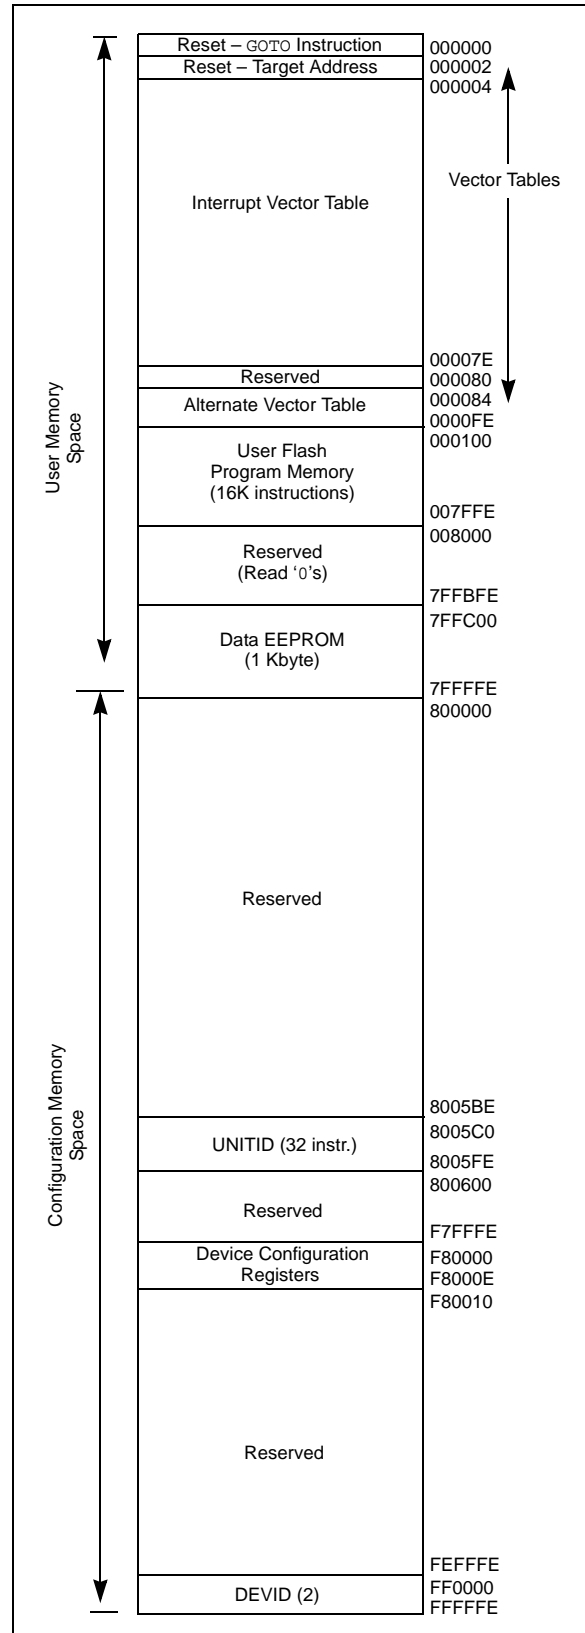 Reset – GOTO Instruction
000000
Reset – Target Address
000002
000004
Vector Tables
Interrupt Vector Table
00007E
Reserved
000080
Alternate Vector Table
000084
0000FE
000100
User Flash
Program Memory
(16K instructions)
007FFE
008000
Reserved
(Read ‘0’s)
7FFBFE
7FFC00
Data EEPROM
(1 Kbyte)
7FFFFE
User Memory
Space
800000
Reserved
8005BE
8005C0
UNITID (32 instr.)
8005FE
800600
Reserved
F7FFFE
Device Configuration
Registers
F80000
F8000E
F80010
Reserved
FEFFFE
DEVID (2)
FF0000
FFFFFE
Configuration Memory
Space